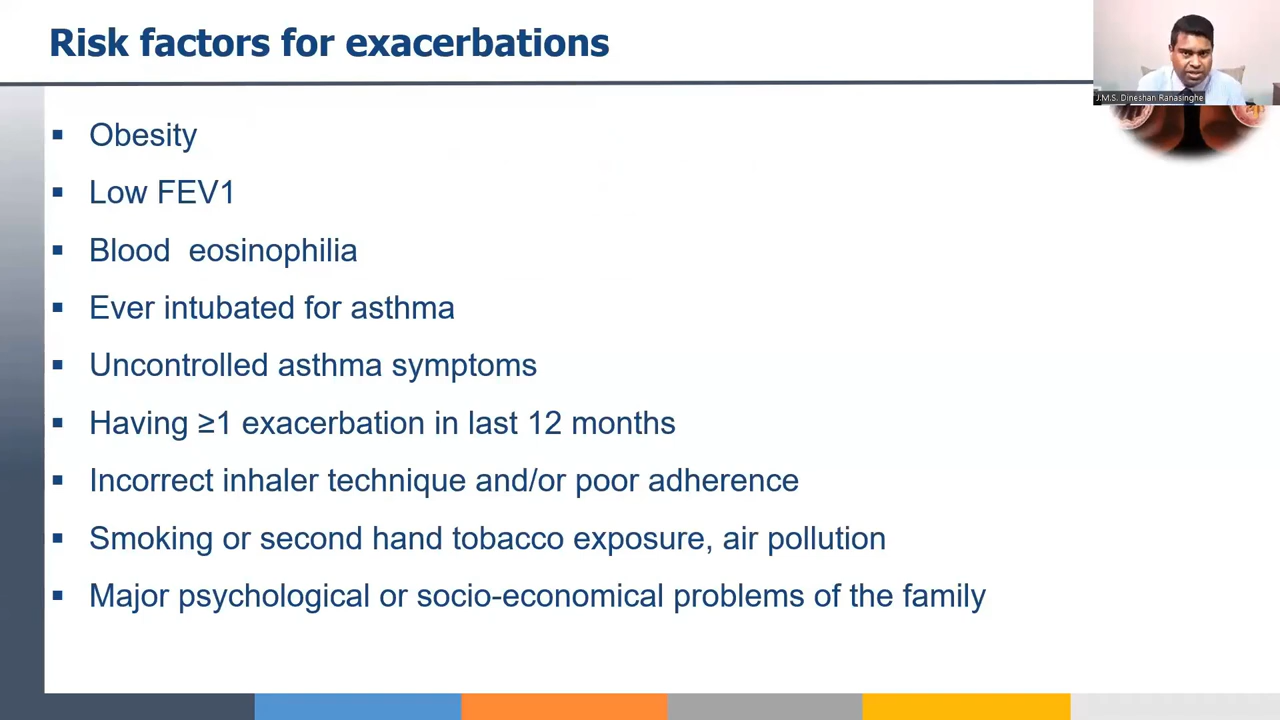 Risk factors for exacerbations
J.M.S. Dineshan Ranasinghe
▪ Obesity
▪ Low FEV1
▪ Blood eosinophilia
▪ Ever intubated for asthma
▪ Uncontrolled asthma symptoms
▪ Having ≥1 exacerbation in last 12 months
▪ Incorrect inhaler technique and/or poor adherence
▪ Smoking or second hand tobacco exposure, air pollution
▪ Major psychological or socio-economical problems of the family